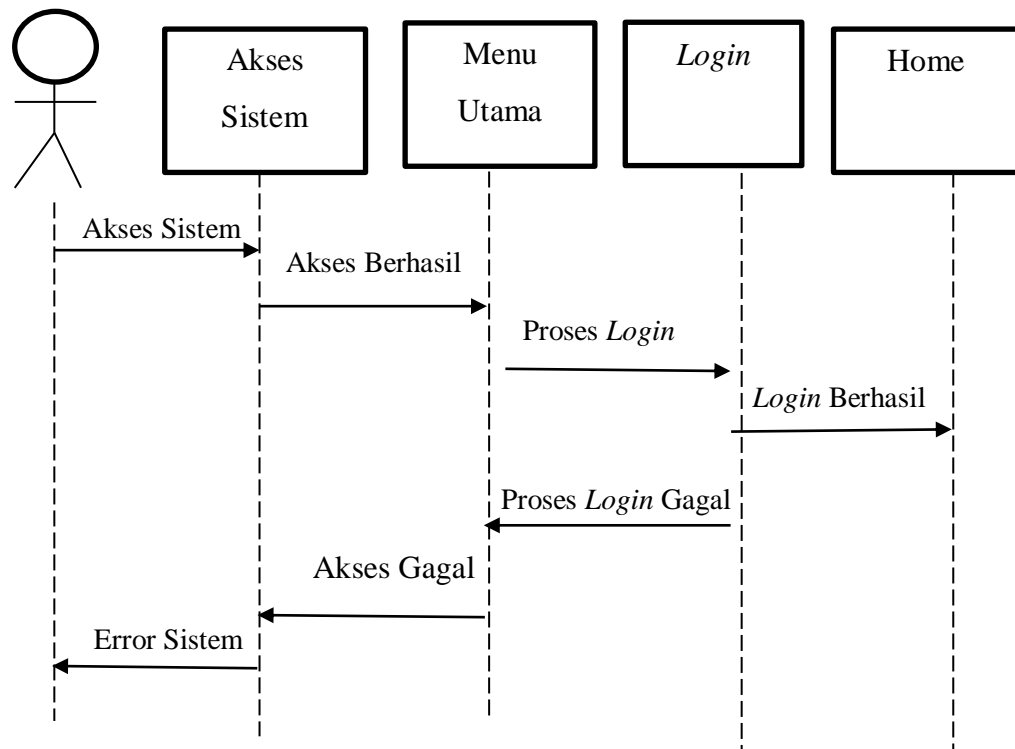 Akses
Sistem
Menu
Utama
Login
Home
Akses Sistem
Akses Berhasil
Proses Login
Login Berhasil
Proses Login Gagal
Akses Gagal
Error Sistem